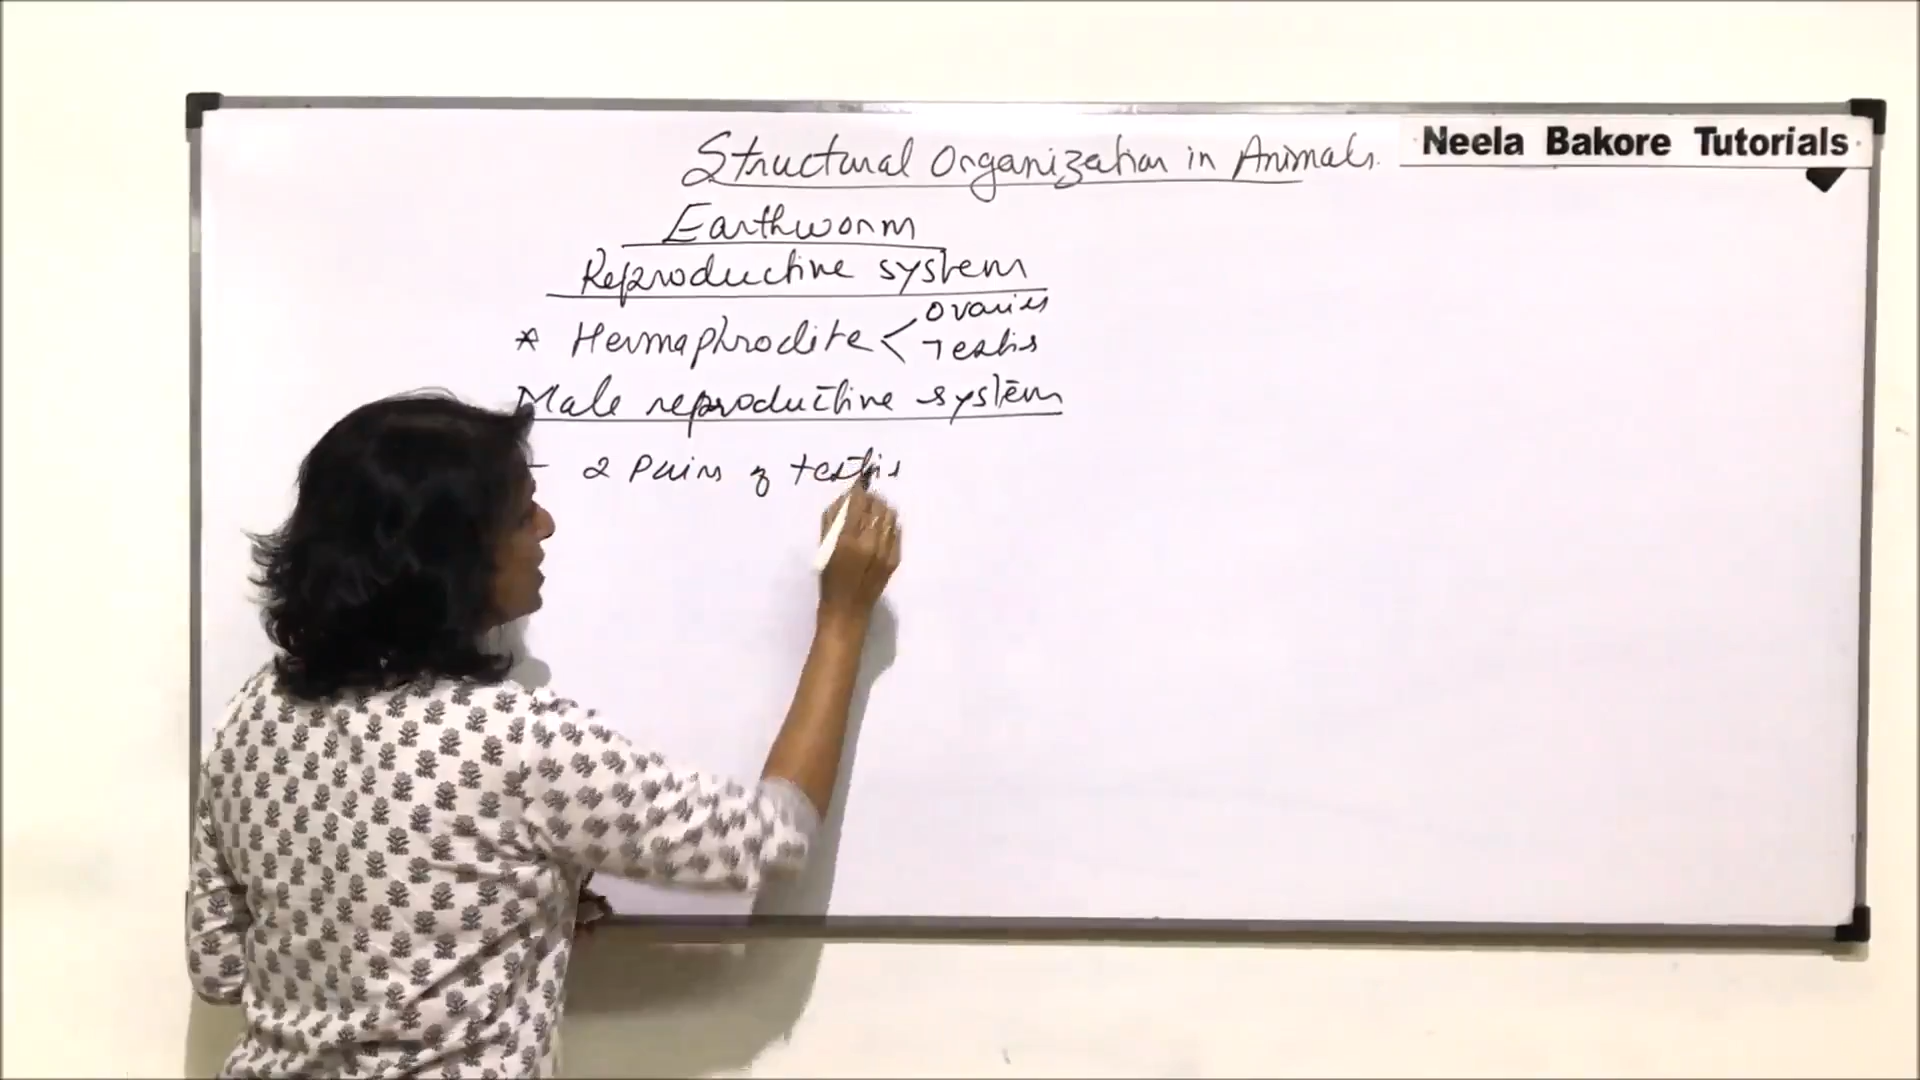 Structural Organization in Animals.
Neela Bakore Tutorials
Earthworm
Reproductive system
* Hermaphrodite < Ovaries
Testis
Male reproductive system
- 2 Pairs of testis